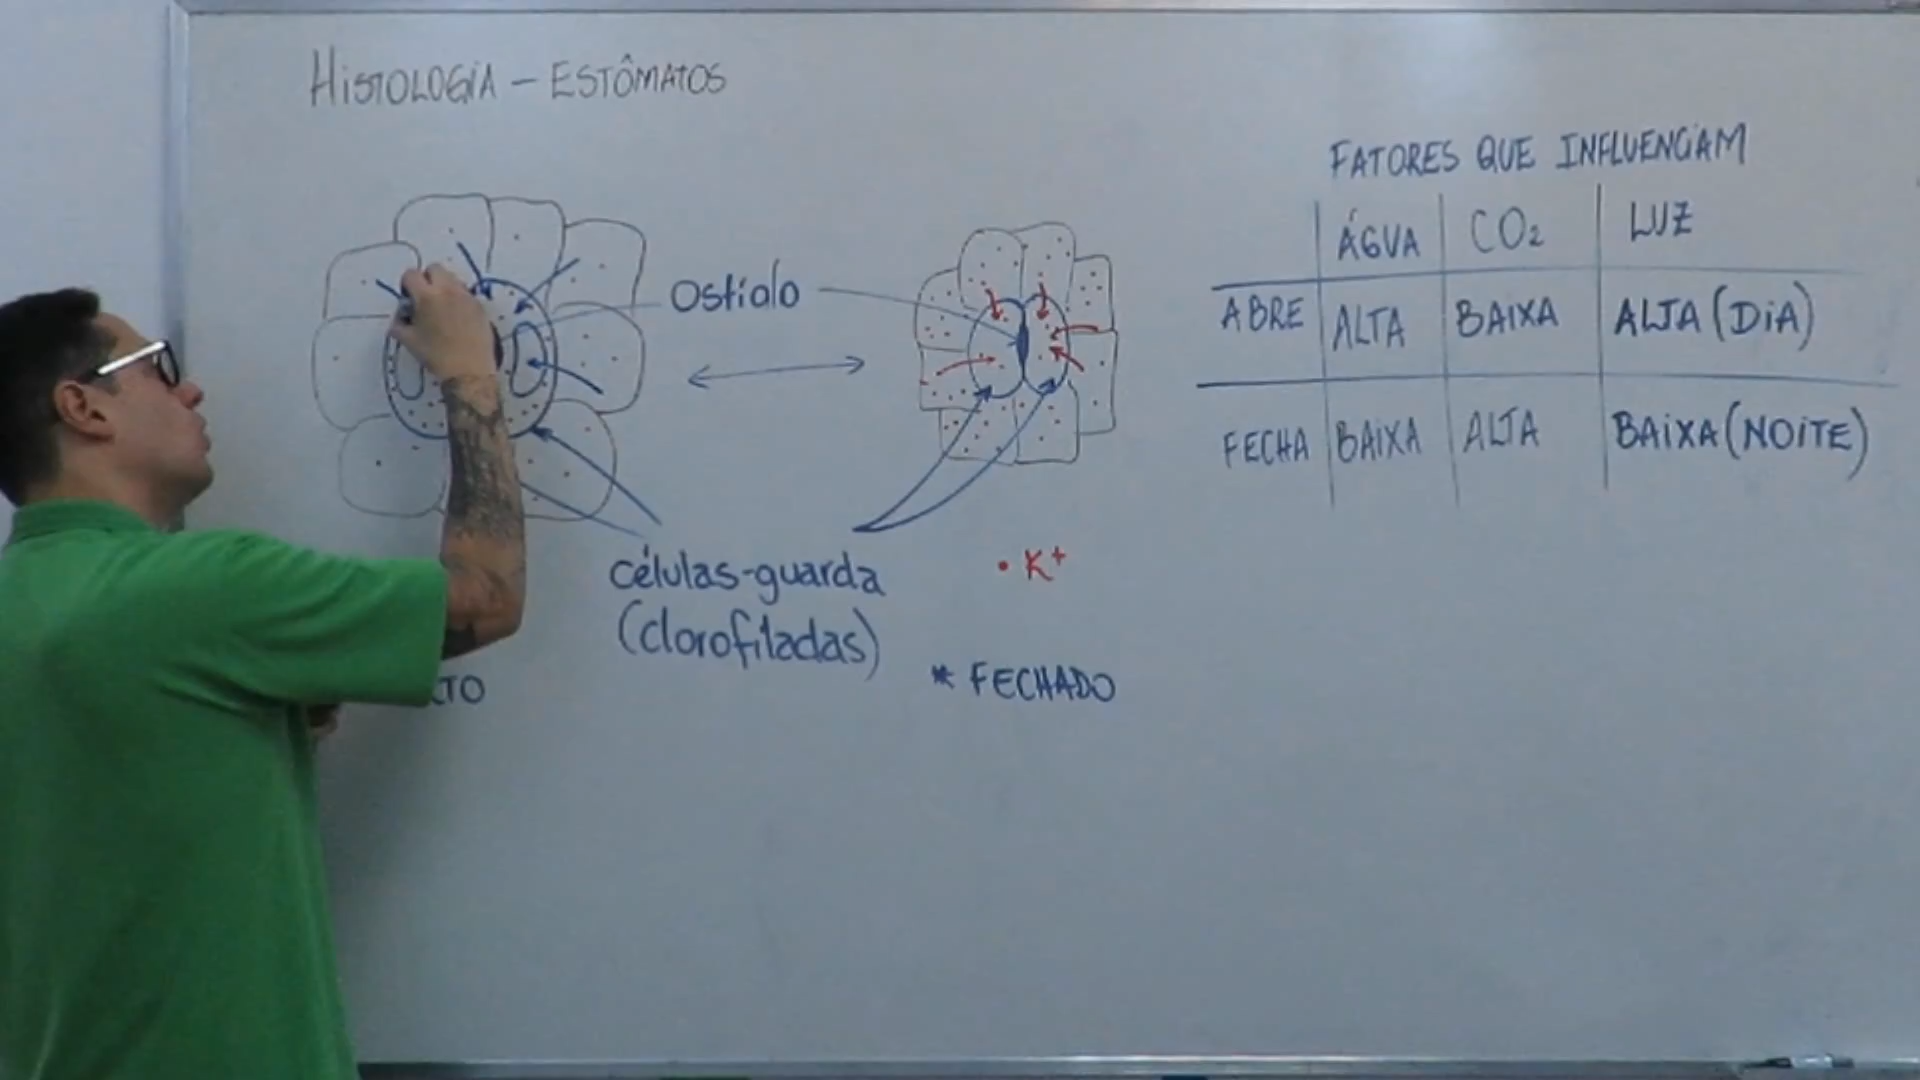 HISTOLOGIA - ESTÔMATOS
FATORES QUE INFLUENCIAM
ÁGUA CO₂ LUZ
ABRE ALTA BAIXA ALTA (DIA)
FECHA BAIXA ALTA BAIXA (NOITE)
Ostíolo
células-guarda
(clorofiladas)
• K⁺
* FECHADO